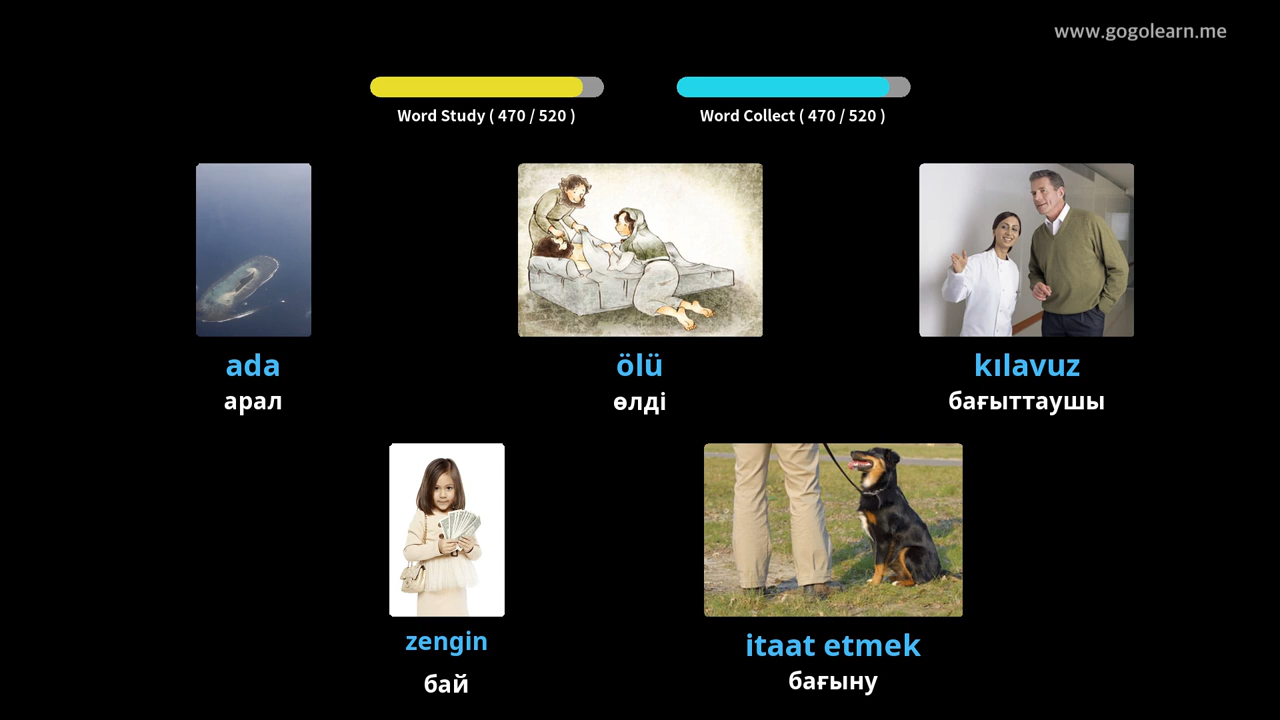 www.gogolearn.me
Word Study ( 470 / 520 )
Word Collect ( 470 / 520 )
ada
арал
ölü
өлді
kılavuz
бағыттаушы
zengin
бай
itaat etmek
бағыну